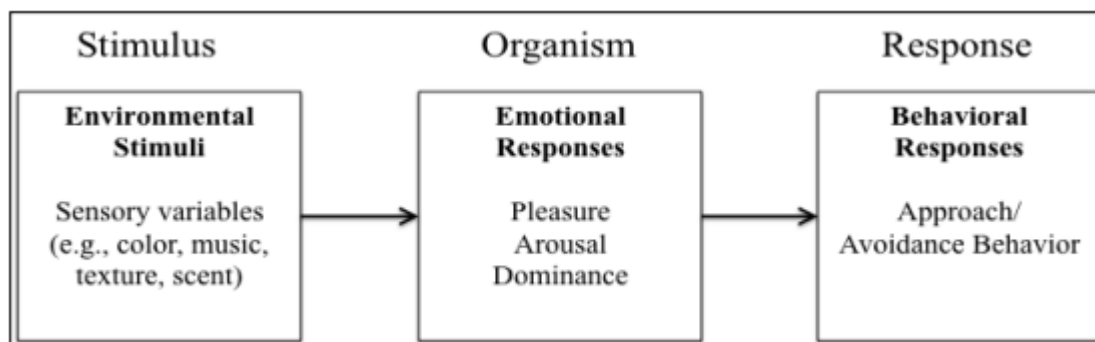 Stimulus
Organism
Response
Environmental
Stimuli
Sensory variables
(e.g., color, music,
texture, scent)
Emotional
Responses
Pleasure
Arousal
Dominance
Behavioral
Responses
Approach/
Avoidance Behavior